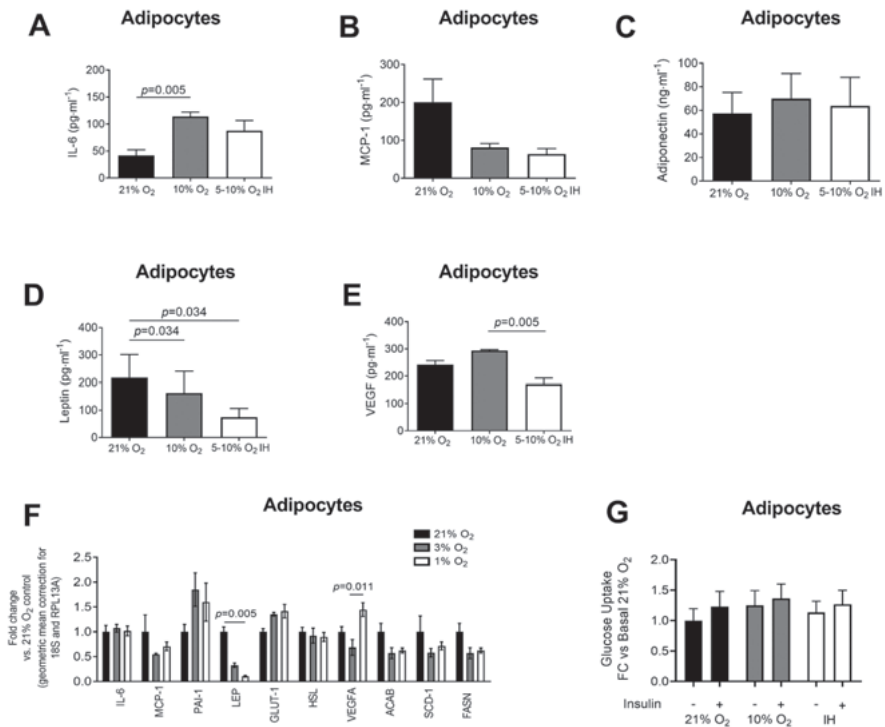 A
Adipocytes
p=0.005
IL-6 (pg·ml⁻¹)
200
150
100
50
0
21% O₂
10% O₂
5-10% O₂ IH
B
Adipocytes
MCP-1 (pg·ml⁻¹)
300
200
100
0
21% O₂
10% O₂
5-10% O₂ IH
C
Adipocytes
Adiponectin (ng·ml⁻¹)
100
80
60
40
20
0
21% O₂
10% O₂
5-10% O₂ IH
D
Adipocytes
p=0.034
p=0.034
Leptin (pg·ml⁻¹)
400
300
200
100
0
21% O₂
10% O₂
5-10% O₂ IH
E
Adipocytes
p=0.005
VEGF (pg·ml⁻¹)
400
300
200
100
0
21% O₂
10% O₂
5-10% O₂ IH
F
Adipocytes
21% O₂
3% O₂
1% O₂
Fold change
vs. 21% O₂ control
(geometric mean correction for
18S and RPL13A)
2.5
2.0
1.5
1.0
0.5
0.0
p=0.005
p=0.011
IL-6
MCP-1
PAI-1
LEP
GLUT-1
HSL
VEGFA
ACAB
SCD-1
FASN
G
Adipocytes
Glucose Uptake
FC vs Basal 21% O₂
2.0
1.5
1.0
0.5
0.0
Insulin - + - + - +
21% O₂ 10% O₂ IH